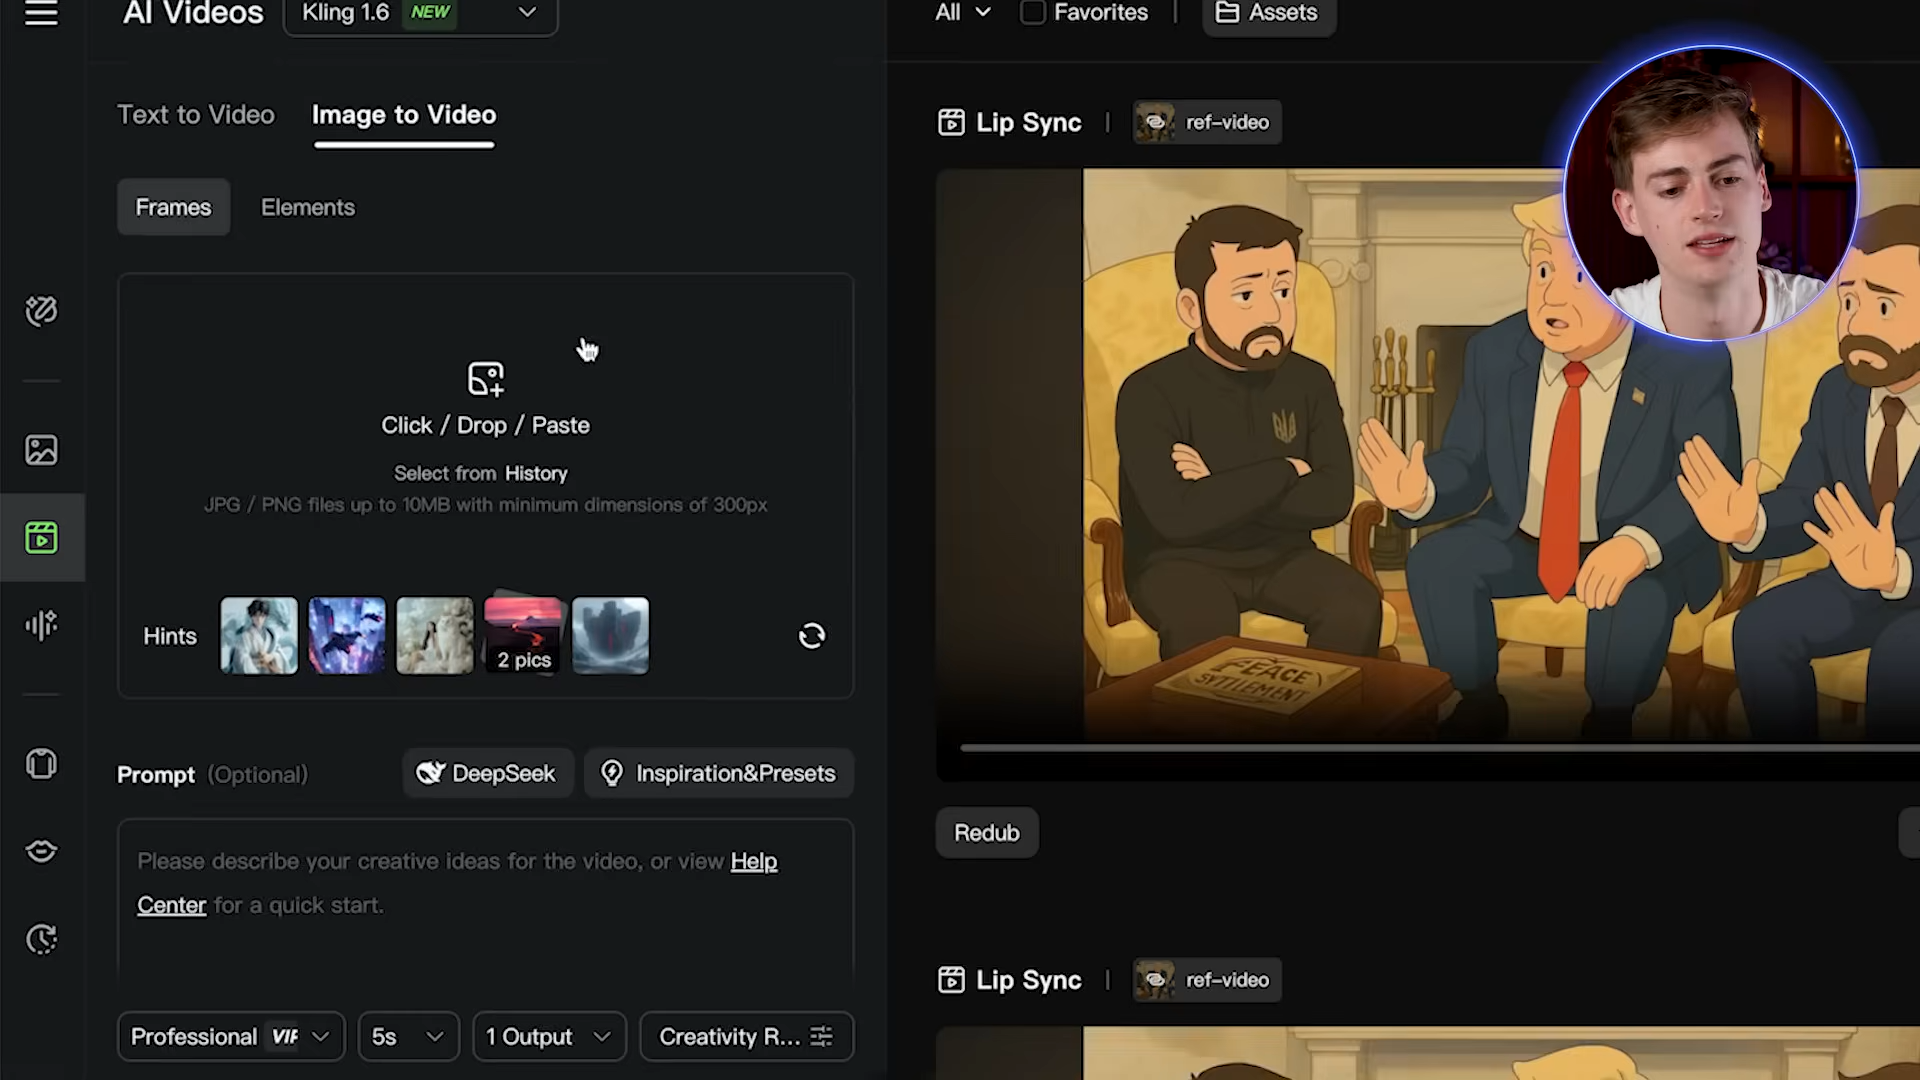 AI Videos
Kling 1.6 NEW
All
Favorites
Assets
Text to Video
Image to Video
Lip Sync
ref-video
Frames
Elements
Click / Drop / Paste
Select from History
JPG / PNG files up to 10MB with minimum dimensions of 300px
Hints
2 pics
PEACE
SYTTLEMENT
Prompt (Optional)
DeepSeek
Inspiration&Presets
Redub
Please describe your creative ideas for the video, or view Help
Center for a quick start.
Lip Sync
ref-video
Professional VIP
5s
1 Output
Creativity R...